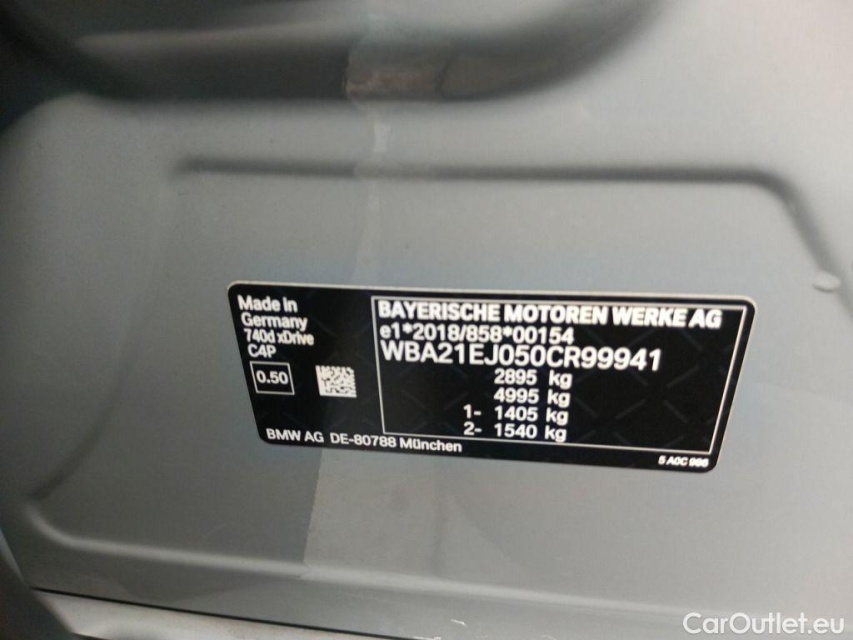 Made in
Germany
740d xDrive
C4P
0.50
BAYERISCHE MOTOREN WERKE AG
e1*2018/858*00154
WBA21EJ050CR99941
2895 kg
4995 kg
1- 1405 kg
2- 1540 kg
BMW AG DE-80788 München
5 A0C 985
CarOutlet.eu